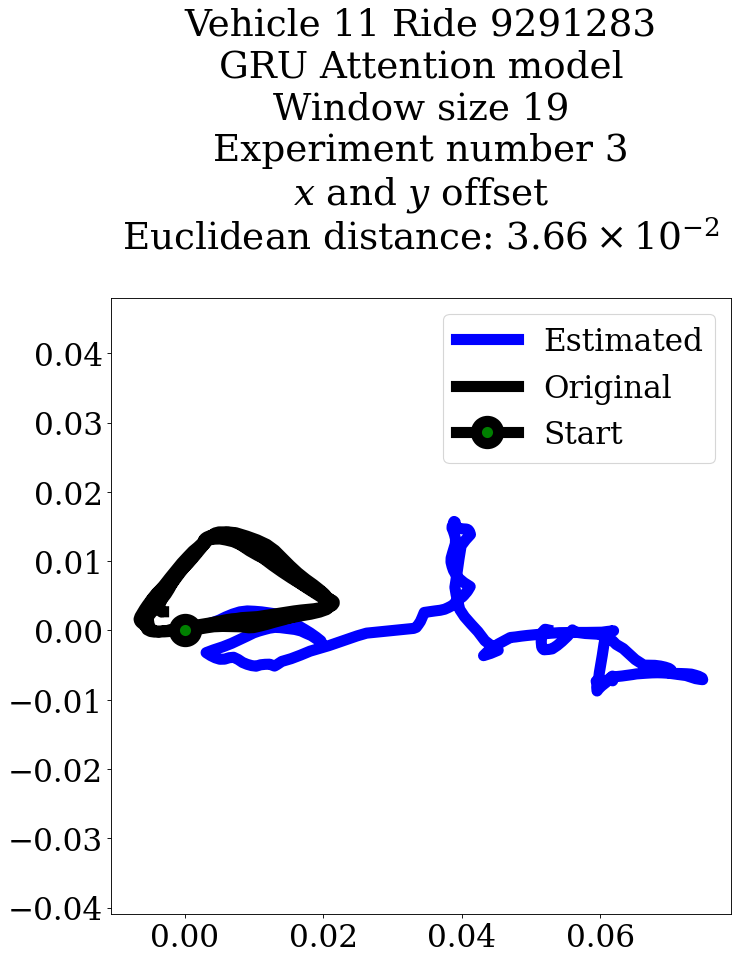 Vehicle 11 Ride 9291283
GRU Attention model
Window size 19
Experiment number 3
x and y offset
Euclidean distance: 3.66 × 10⁻²
Estimated
Original
Start
0.04
0.03
0.02
0.01
0.00
−0.01
−0.02
−0.03
−0.04
0.00 0.02 0.04 0.06